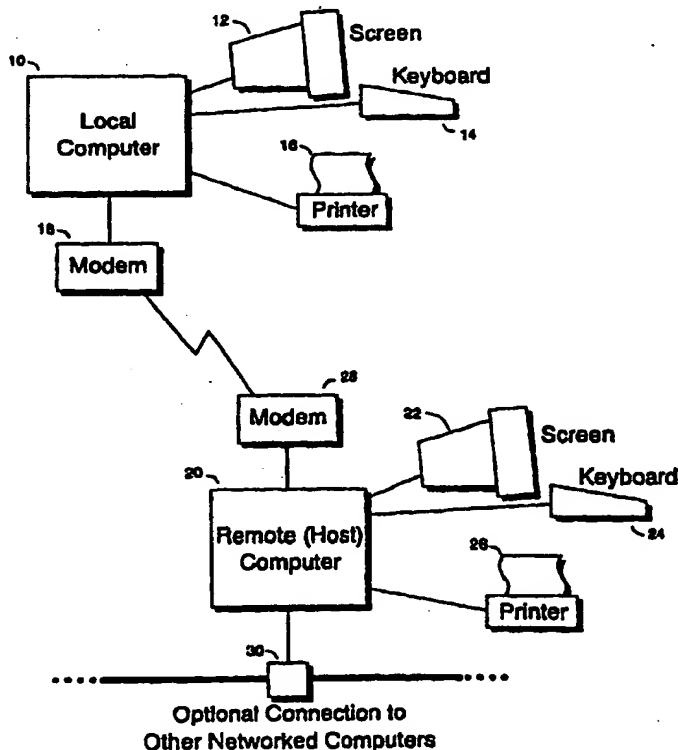 12
Screen
10
Keyboard
14
Local
Computer
16
Printer
18
Modem
28
Modem
22
Screen
20
Keyboard
24
Remote (Host)
Computer
26
Printer
30
Optional Connection to
Other Networked Computers